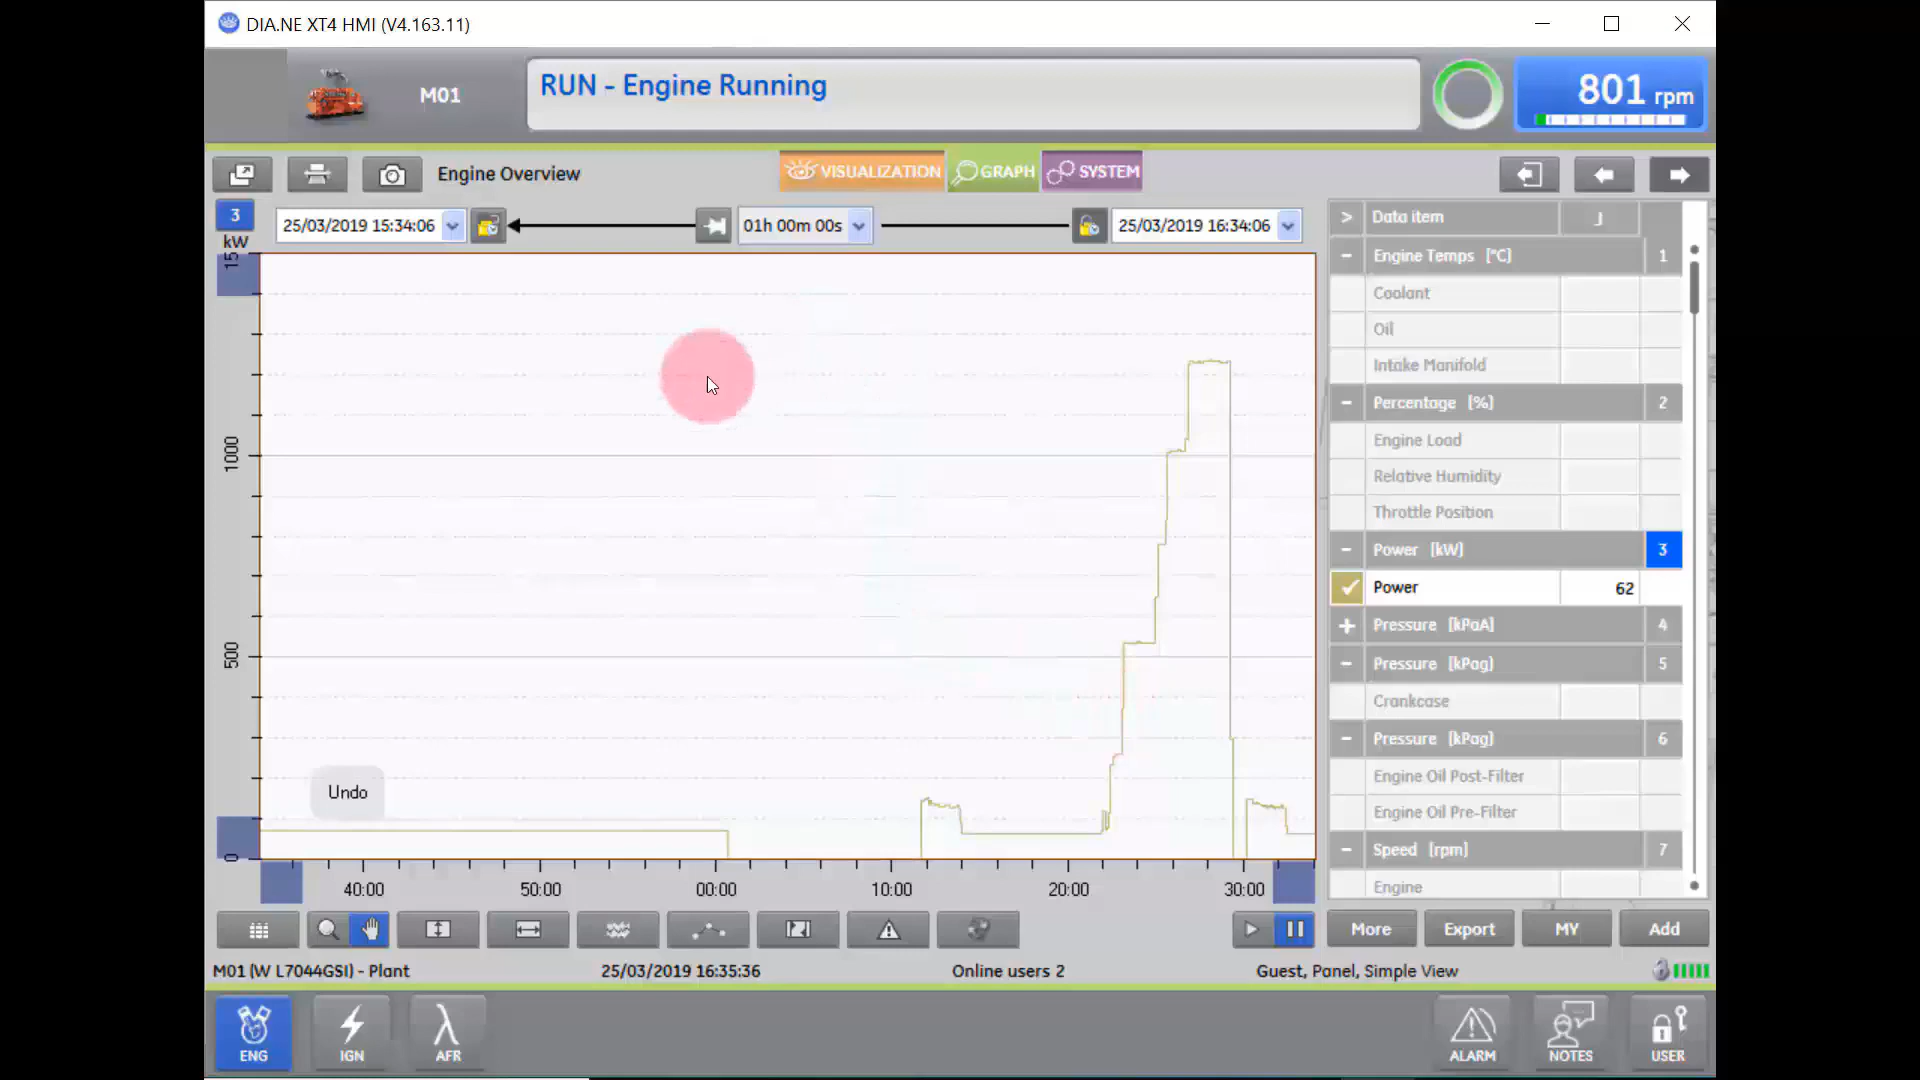 DIA.NE XT4 HMI (V4.163.11)
M01
RUN - Engine Running
801 rpm
Engine Overview
VISUALIZATION
GRAPH
SYSTEM
3
kW
25/03/2019 15:34:06
01h 00m 00s
25/03/2019 16:34:06
Data item
Engine Temps [°C] 1
Coolant
Oil
Intake Manifold
Percentage [%] 2
Engine Load
Relative Humidity
Throttle Position
Power [kW] 3
Power 62
Pressure [kPaA] 4
Pressure [kPag] 5
Crankcase
Pressure [kPag] 6
Engine Oil Post-Filter
Engine Oil Pre-Filter
Speed [rpm] 7
Engine
15
1000
500
0
Undo
40:00 50:00 00:00 10:00 20:00 30:00
More Export MY Add
M01 (W L7044GSI) - Plant
25/03/2019 16:35:36
Online users 2
Guest, Panel, Simple View
ENG
IGN
AFR
ALARM
NOTES
USER